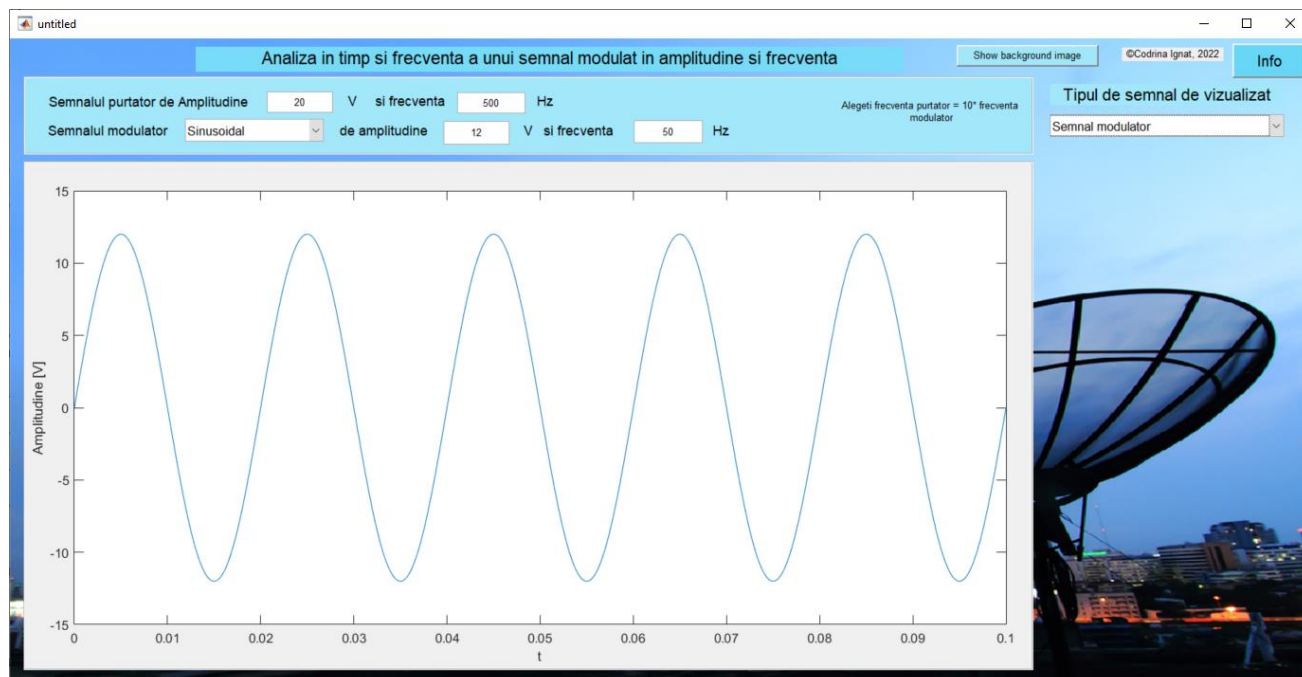 untitled
Analiza in timp si frecventa a unui semnal modulat in amplitudine si frecventa
Show background image
©Codrina Ignat, 2022
Info
Semnalul purtator de Amplitudine 20 V si frecventa 500 Hz
Alegeti frecventa purtator = 10* frecventa
modulator
Semnalul modulator Sinusoidal de amplitudine 12 V si frecventa 50 Hz
Tipul de semnal de vizualizat
Semnal modulator
15
10
5
0
-5
-10
-15
Amplitudine [V]
0 0.01 0.02 0.03 0.04 0.05 0.06 0.07 0.08 0.09 0.1
t